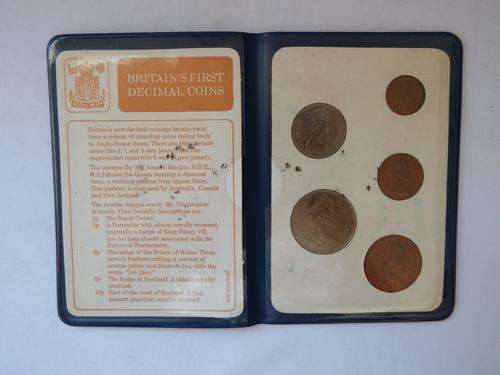 ROYAL MINT
BRITAIN'S FIRST
DECIMAL COINS
Britain's new decimal coinage breaks away
from a system of counting coins dating back
to Anglo-Saxon times. There are three bronze
coins (the ½, 1 and 2 new pence) and two
cupro-nickel coins (the 5 and 10 new pence).
The obverse (by Mr. Arnold Machin, O.B.E.,
R.A.) shows the Queen wearing a diamond
tiara, a wedding present from Queen Mary.
This portrait is also used by Australia, Canada
and New Zealand.
The reverse designs are by Mr. Christopher
Ironside. Their heraldic descriptions are:
½p The Royal Crown.
1p A Portcullis with chains royally crowned,
originally a badge of King Henry VII,
but for long closely associated with the
Palace of Westminster.
2p The badge of the Prince of Wales. Three
ostrich feathers enfiling a coronet of
crosses pattée and fleurs de lys, with the
motto "Ich Dien."
5p The badge of Scotland. A thistle royally
crowned.
10p Part of the crest of England. A lion
passant guardant royally crowned.